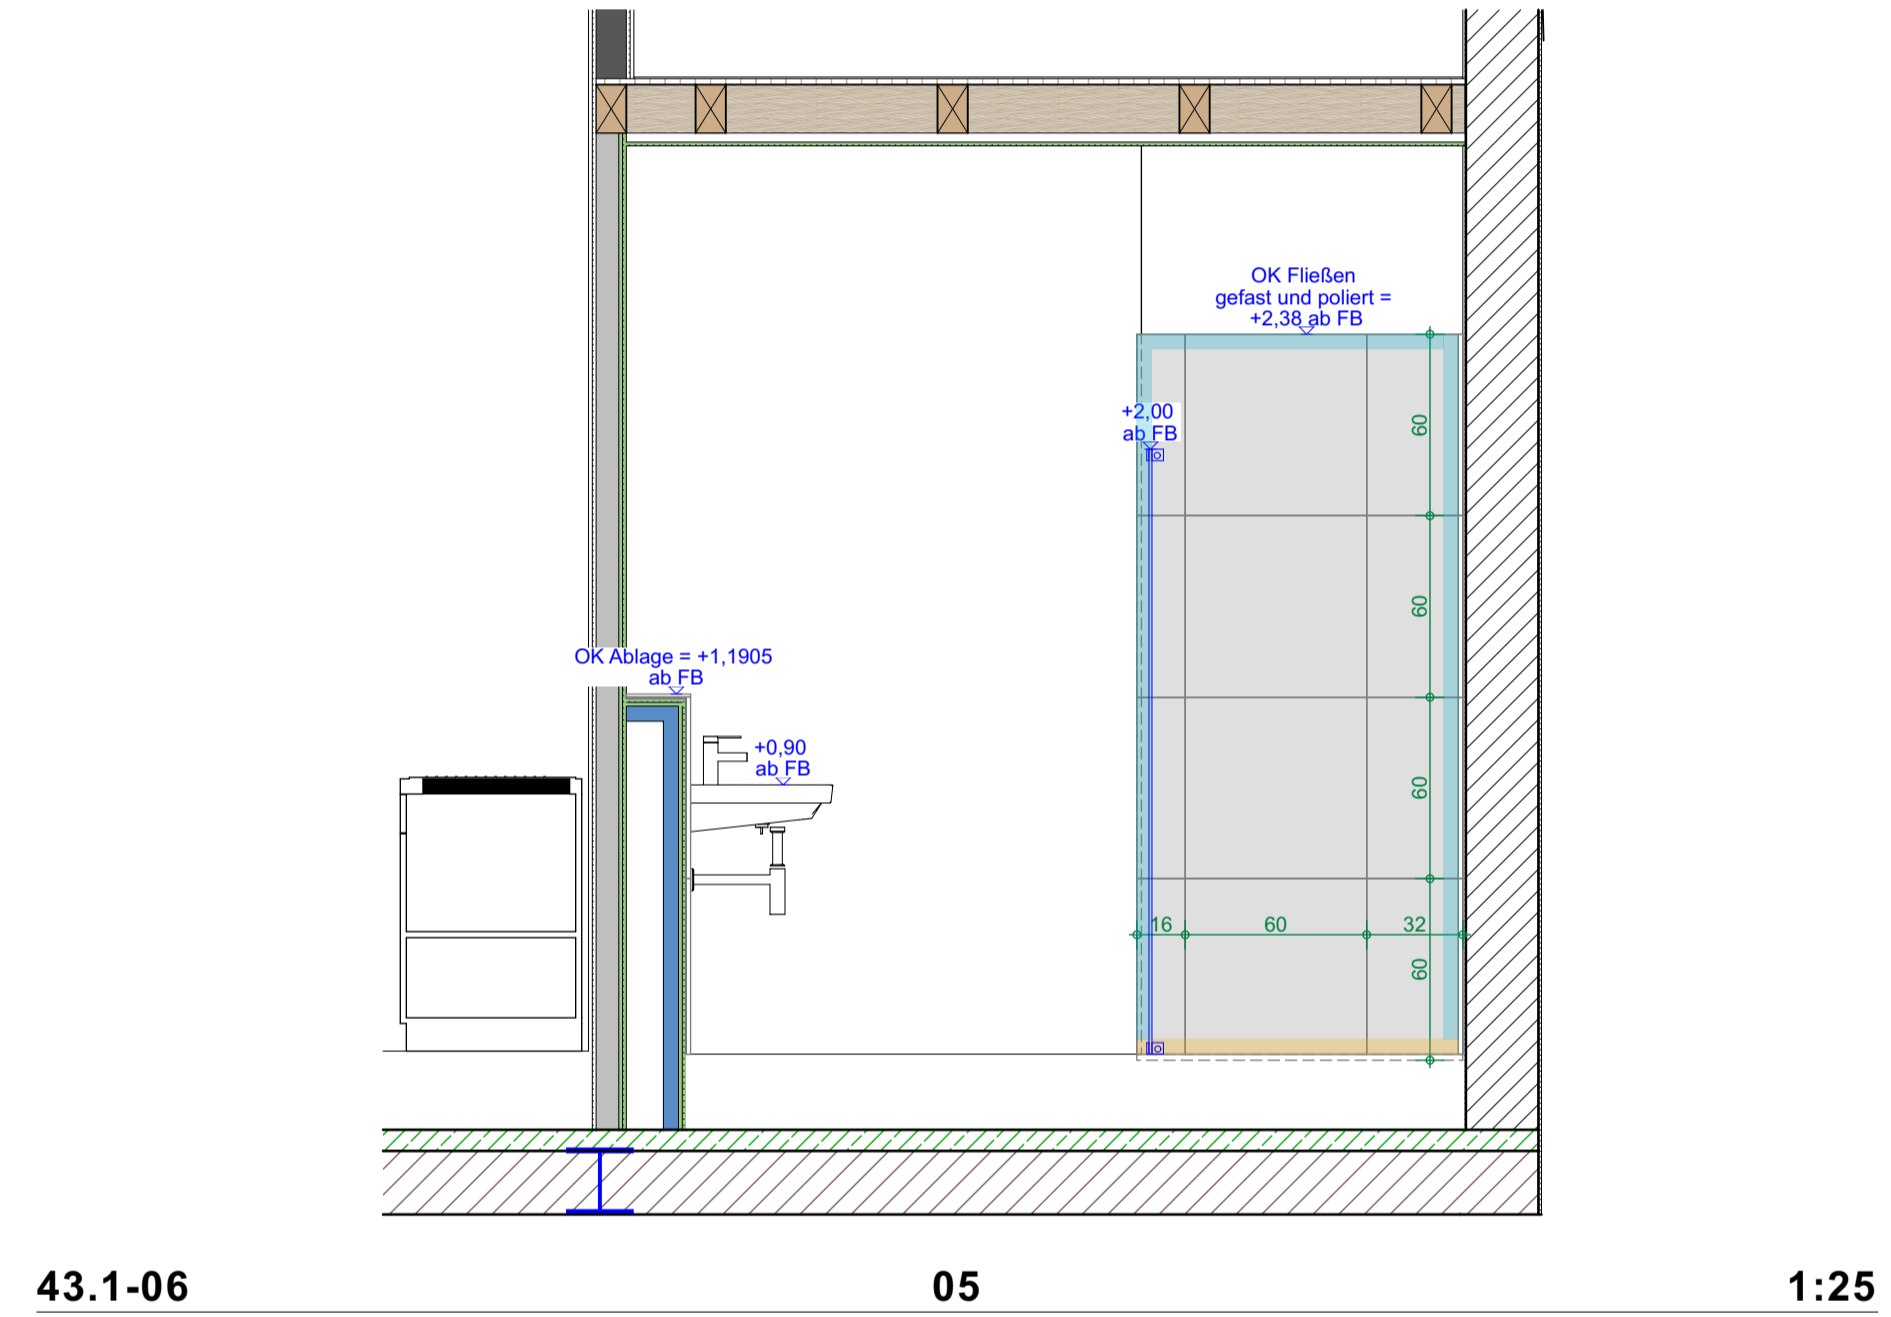 OK Fließen
gefast und poliert =
+2,38 ab FB
+2,00
ab FB
60
60
OK Ablage = +1,1905
ab FB
+0,90
ab FB
60
16
60
32
60
43.1-06
05
1:25